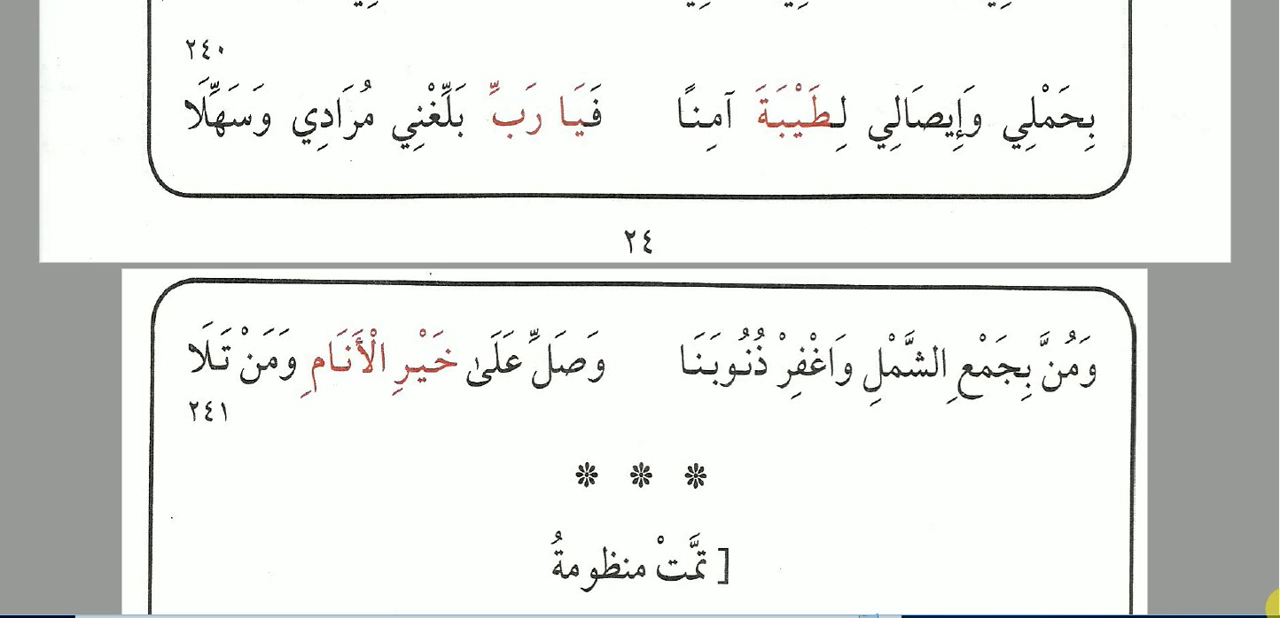 ٢٤٠
بِحَمْلِي وَإِيصَالِي لِطَيْبَةَ آمِنًا فَيَا رَبِّ بَلِّغْنِي مُرَادِي وَسَهِّلَا
٢٤
وَمُنَّ بِجَمْعِ الشَّمْلِ وَاغْفِرْ ذُنُوبَنَا وَصَلِّ عَلَىٰ خَيْرِ الْأَنَامِ وَمَنْ تَلَا
٢٤١
[ تَمَّتْ منظومةُ